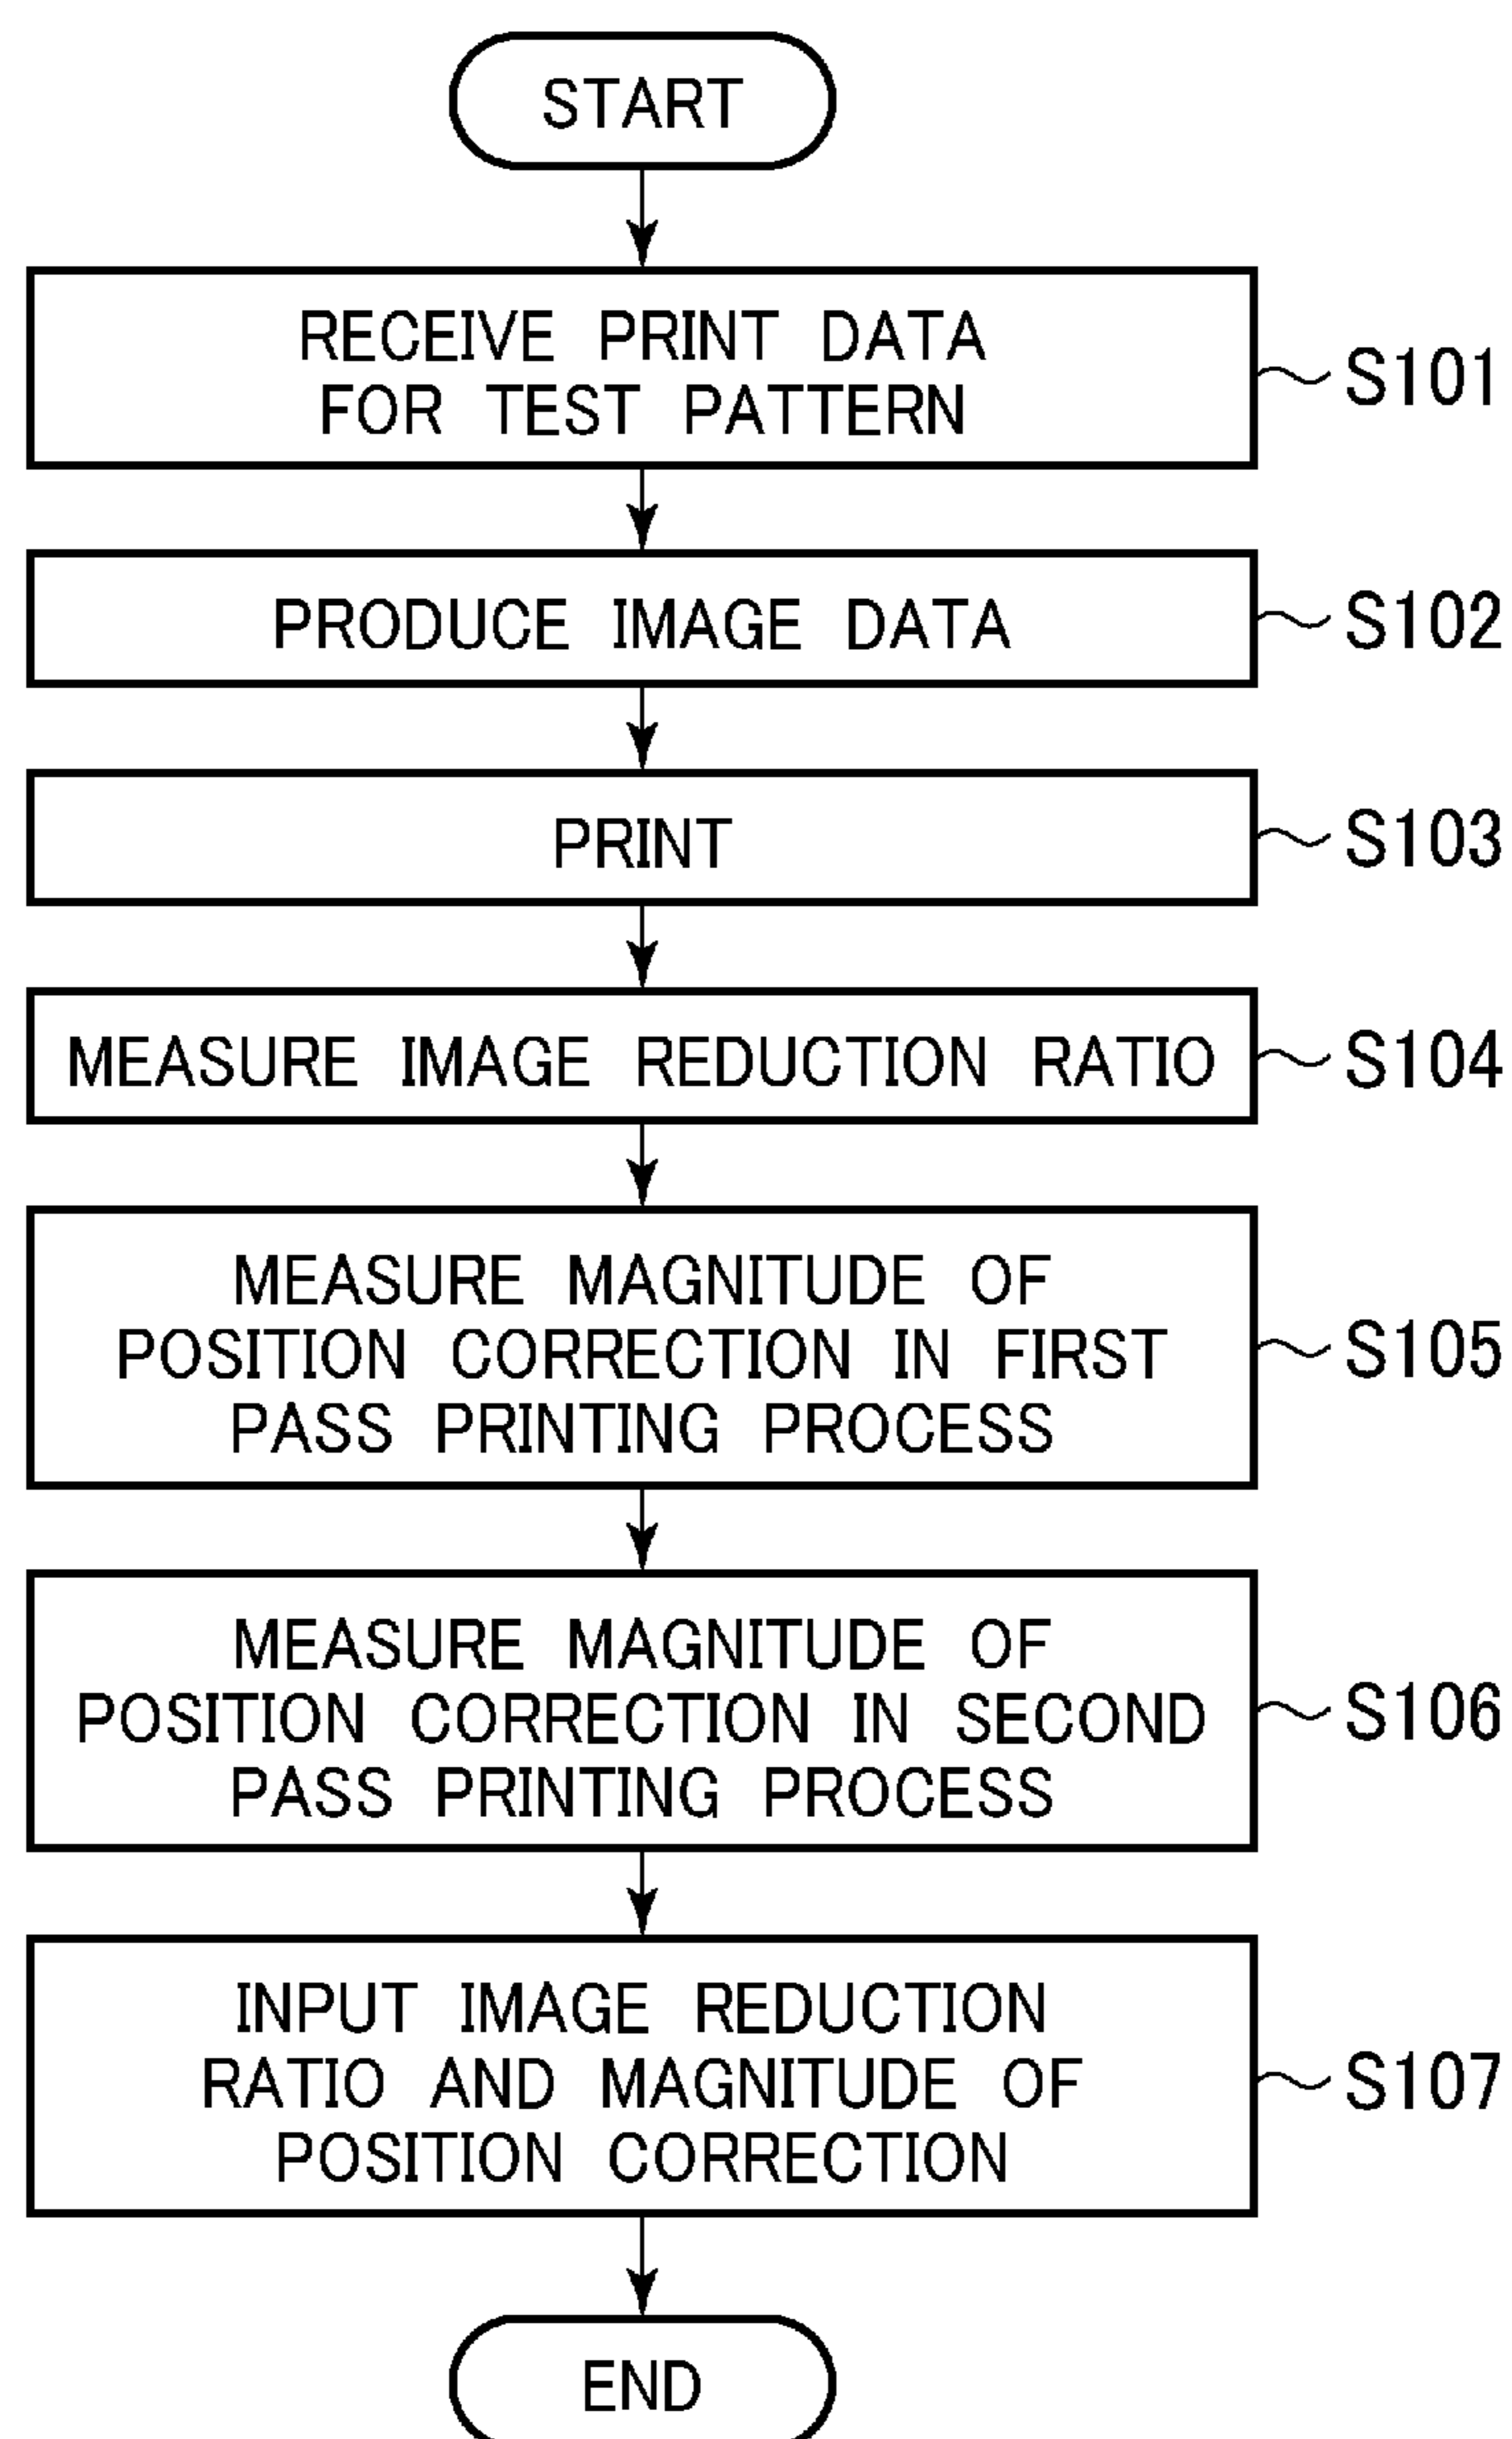 START
RECEIVE PRINT DATA
FOR TEST PATTERN
S101
PRODUCE IMAGE DATA
S102
PRINT
S103
MEASURE IMAGE REDUCTION RATIO
S104
MEASURE MAGNITUDE OF
POSITION CORRECTION IN FIRST
PASS PRINTING PROCESS
S105
MEASURE MAGNITUDE OF
POSITION CORRECTION IN SECOND
PASS PRINTING PROCESS
S106
INPUT IMAGE REDUCTION
RATIO AND MAGNITUDE OF
POSITION CORRECTION
S107
END